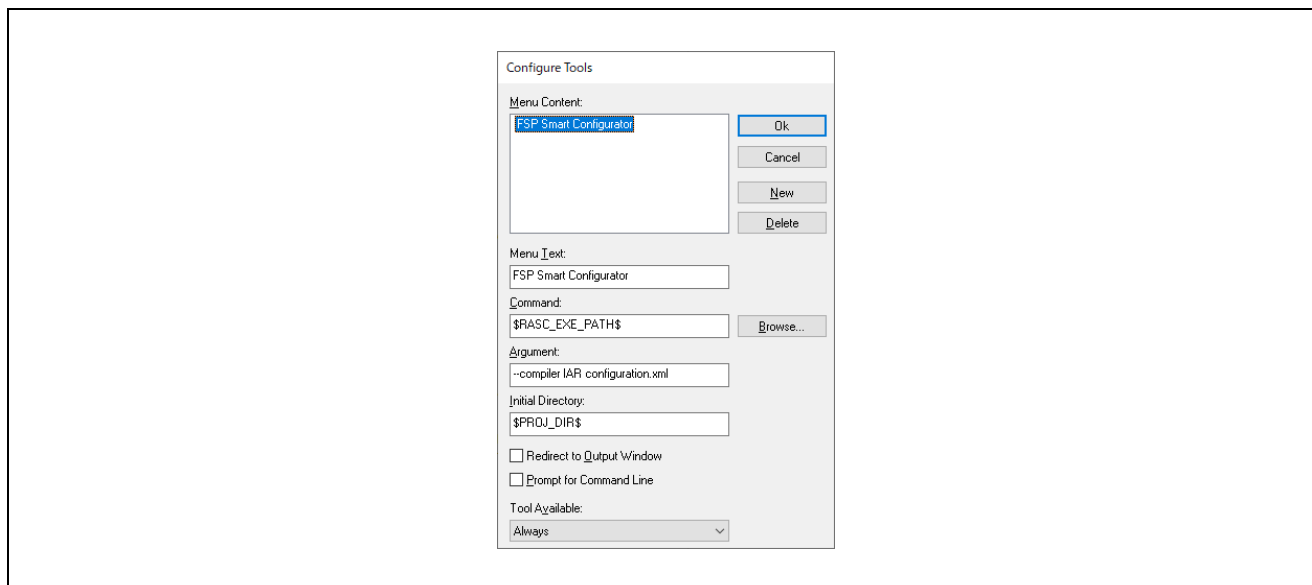 Configure Tools
Menu Content:
FSP Smart Configurator
Ok
Cancel
New
Delete
Menu Text:
FSP Smart Configurator
Command:
$RASC_EXE_PATH$
Browse...
Argument:
--compiler IAR configuration.xml
Initial Directory:
$PROJ_DIR$
Redirect to Output Window
Prompt for Command Line
Tool Available:
Always